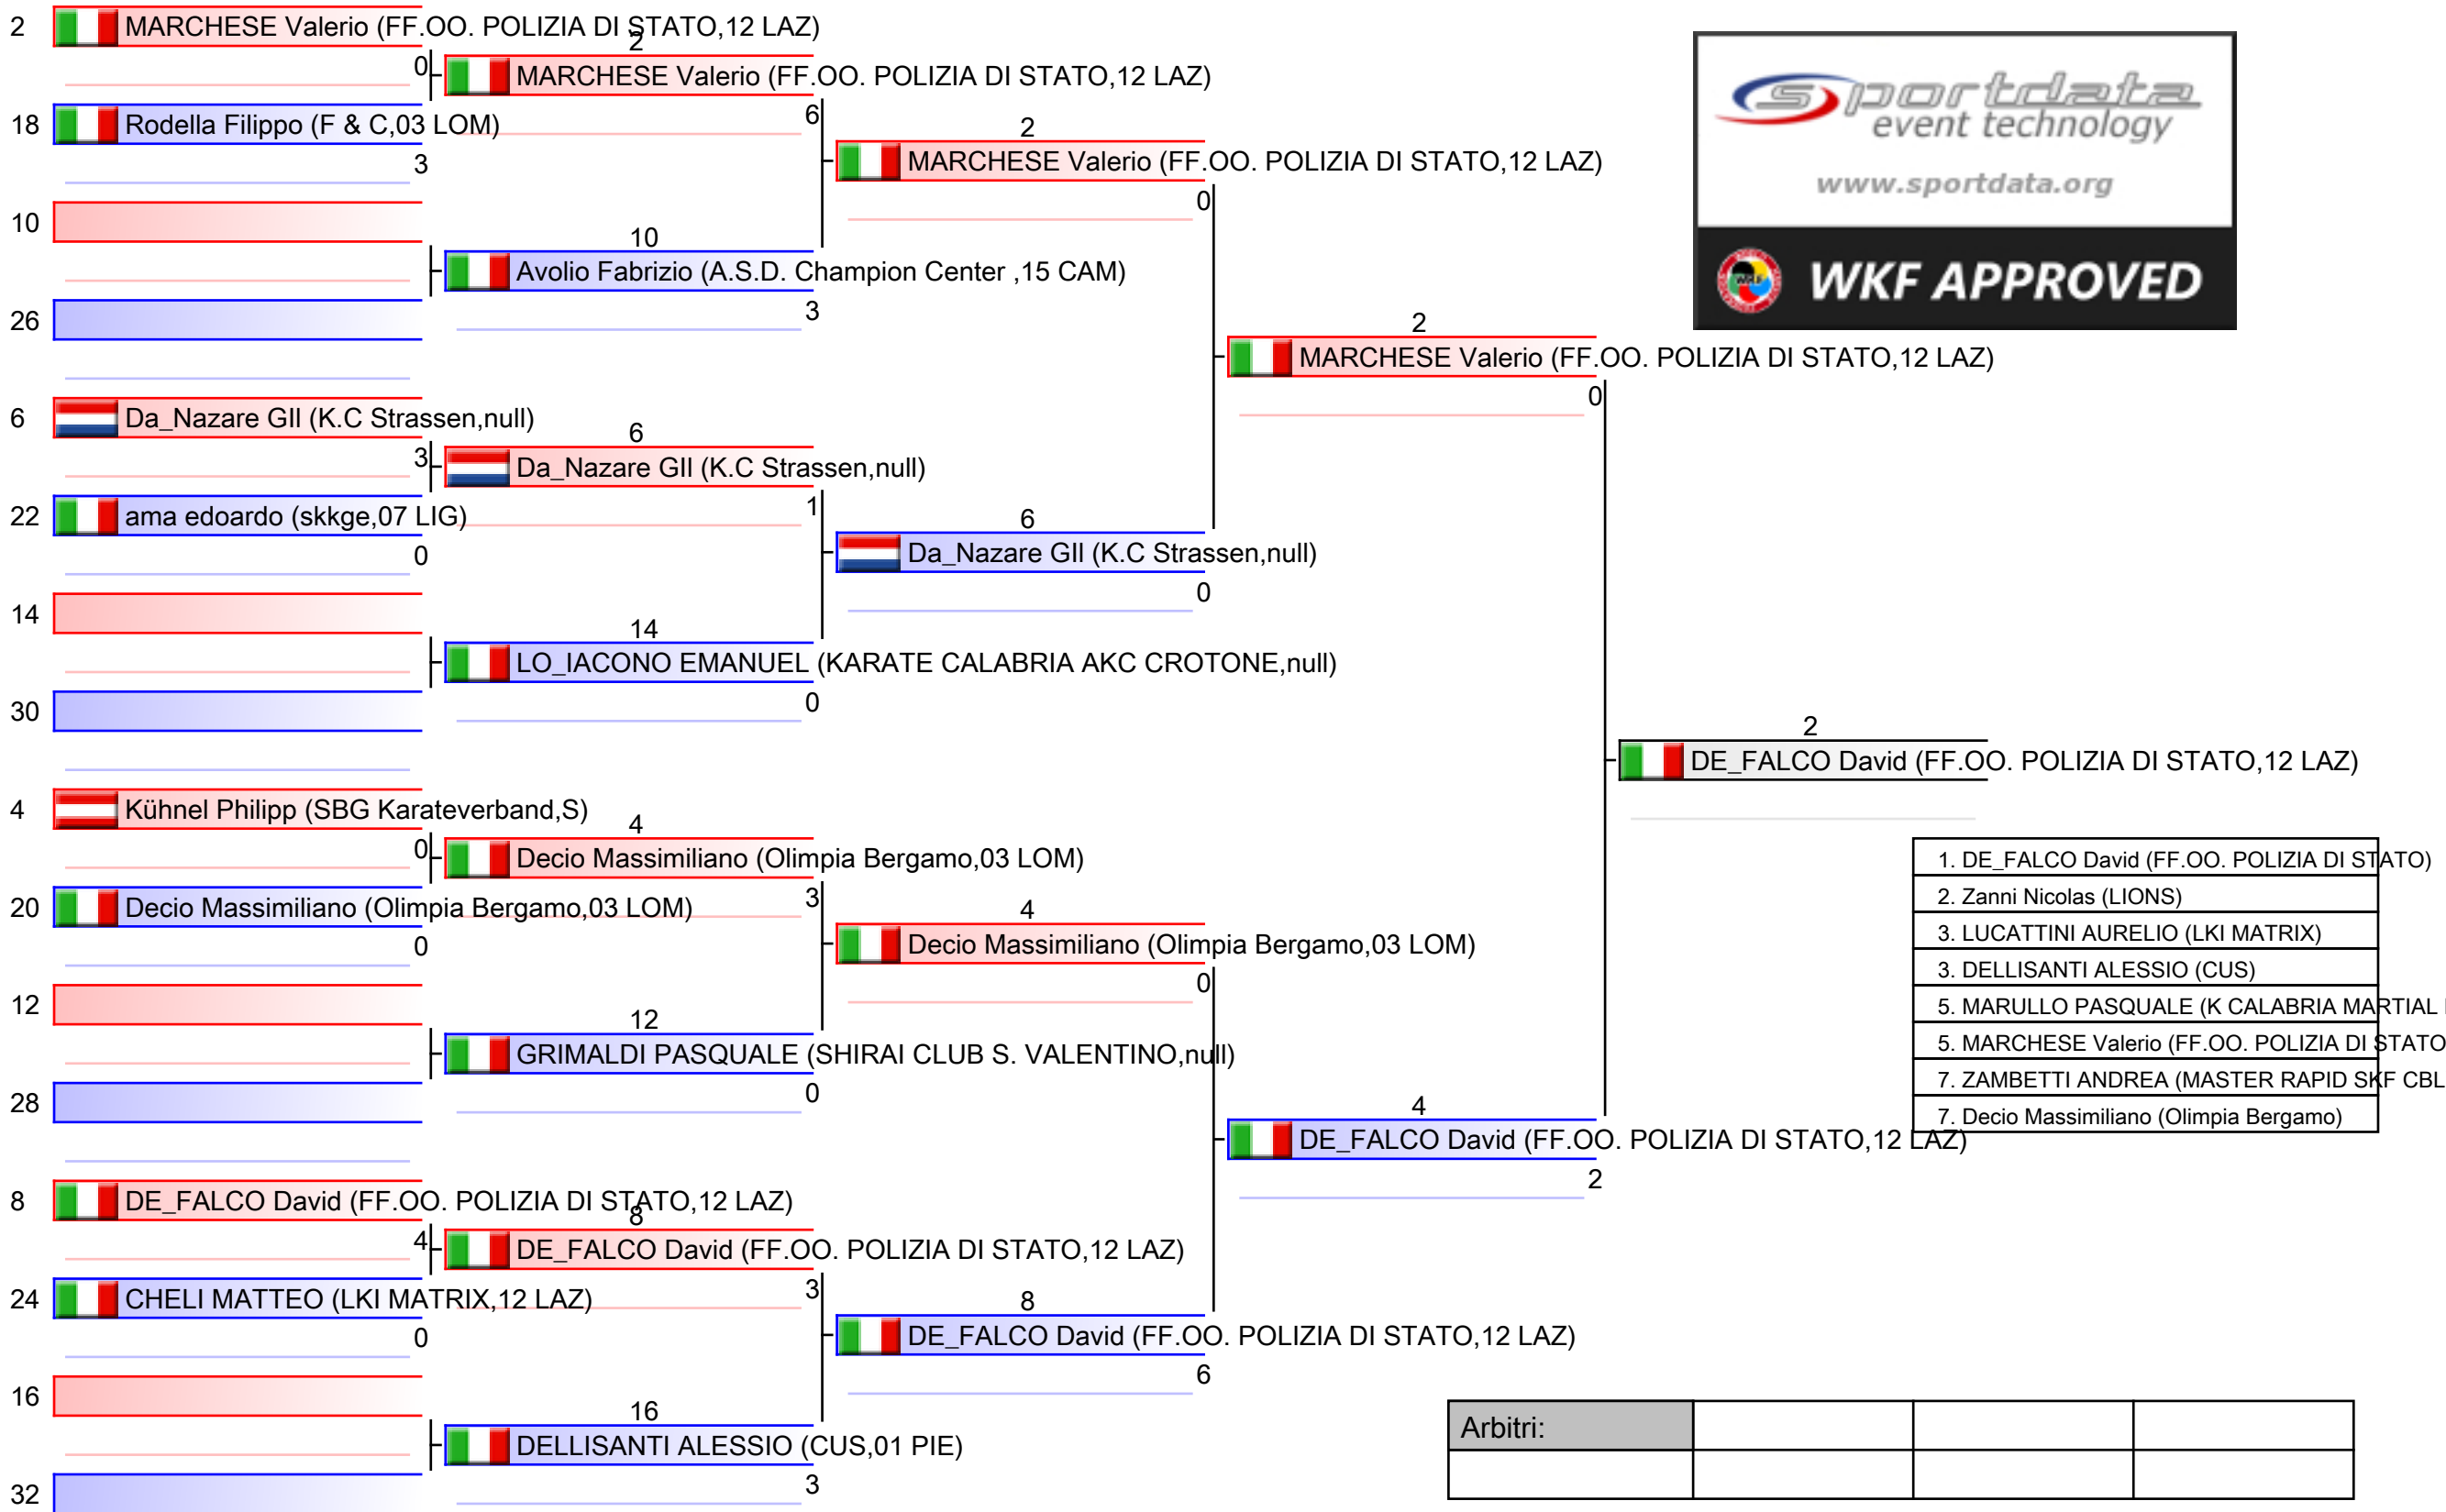 2 MARCHESE Valerio (FF.OO. POLIZIA DI STATO,12 LAZ)
0
18 Rodella Filippo (F & C,03 LOM)
3
10
26
6 Da_Nazare GIl (K.C Strassen,null)
3
22 ama edoardo (skkge,07 LIG)
0
14
30
4 Kühnel Philipp (SBG Karateverband,S)
0
20 Decio Massimiliano (Olimpia Bergamo,03 LOM)
0
12
28
8 DE_FALCO David (FF.OO. POLIZIA DI STATO,12 LAZ)
4
24 CHELI MATTEO (LKI MATRIX,12 LAZ)
0
16
32
2
MARCHESE Valerio (FF.OO. POLIZIA DI STATO,12 LAZ)
6
10
Avolio Fabrizio (A.S.D. Champion Center ,15 CAM)
3
6
Da_Nazare GIl (K.C Strassen,null)
1
14
LO_IACONO EMANUEL (KARATE CALABRIA AKC CROTONE,null)
0
4
Decio Massimiliano (Olimpia Bergamo,03 LOM)
3
12
GRIMALDI PASQUALE (SHIRAI CLUB S. VALENTINO,null)
0
8
DE_FALCO David (FF.OO. POLIZIA DI STATO,12 LAZ)
3
16
DELLISANTI ALESSIO (CUS,01 PIE)
3
2
MARCHESE Valerio (FF.OO. POLIZIA DI STATO,12 LAZ)
0
6
Da_Nazare GIl (K.C Strassen,null)
0
4
Decio Massimiliano (Olimpia Bergamo,03 LOM)
0
8
DE_FALCO David (FF.OO. POLIZIA DI STATO,12 LAZ)
6
2
MARCHESE Valerio (FF.OO. POLIZIA DI STATO,12 LAZ)
0
4
DE_FALCO David (FF.OO. POLIZIA DI STATO,12 LAZ)
2
2
DE_FALCO David (FF.OO. POLIZIA DI STATO,12 LAZ)
sportdata
event technology
www.sportdata.org
WKF
WKF APPROVED
1. DE_FALCO David (FF.OO. POLIZIA DI STATO)
2. Zanni Nicolas (LIONS)
3. LUCATTINI AURELIO (LKI MATRIX)
3. DELLISANTI ALESSIO (CUS)
5. MARULLO PASQUALE (K CALABRIA MARTIAL
5. MARCHESE Valerio (FF.OO. POLIZIA DI STATO
7. ZAMBETTI ANDREA (MASTER RAPID SKF CBL
7. Decio Massimiliano (Olimpia Bergamo)
Arbitri: